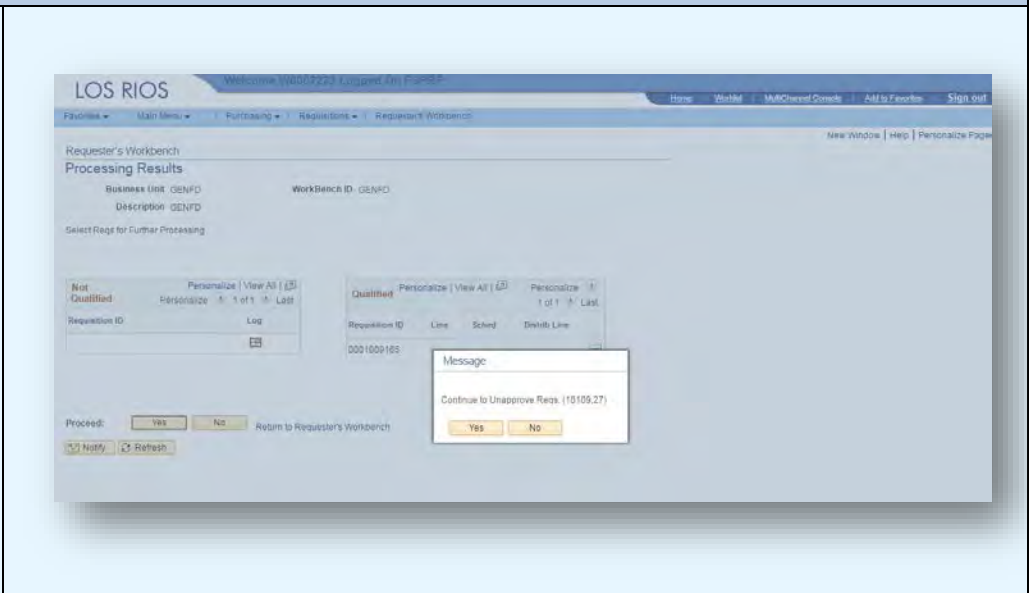 LOS RIOS
Home Worklist MultiChannel Console Add to Favorites Sign out
Favorites Main Menu Purchasing Requisitions Requester's Workbench
New Window | Help | Personalize Page
Requester's Workbench
Processing Results
Business Unit GENFD WorkBench ID GENFD
Description GENFD
Select Reqs for Further Processing
Not Qualified Personalize | View All |
Personalize 1 of 1 Last
Requisition ID Log
Qualified Personalize | View All | Personalize
1 of 1 Last
Requisition ID Line Sched Distrib Line
0001009165
Message
Continue to Unapprove Reqs. (18109,27)
Yes No
Proceed: Yes No Return to Requester's Workbench
Notify Refresh